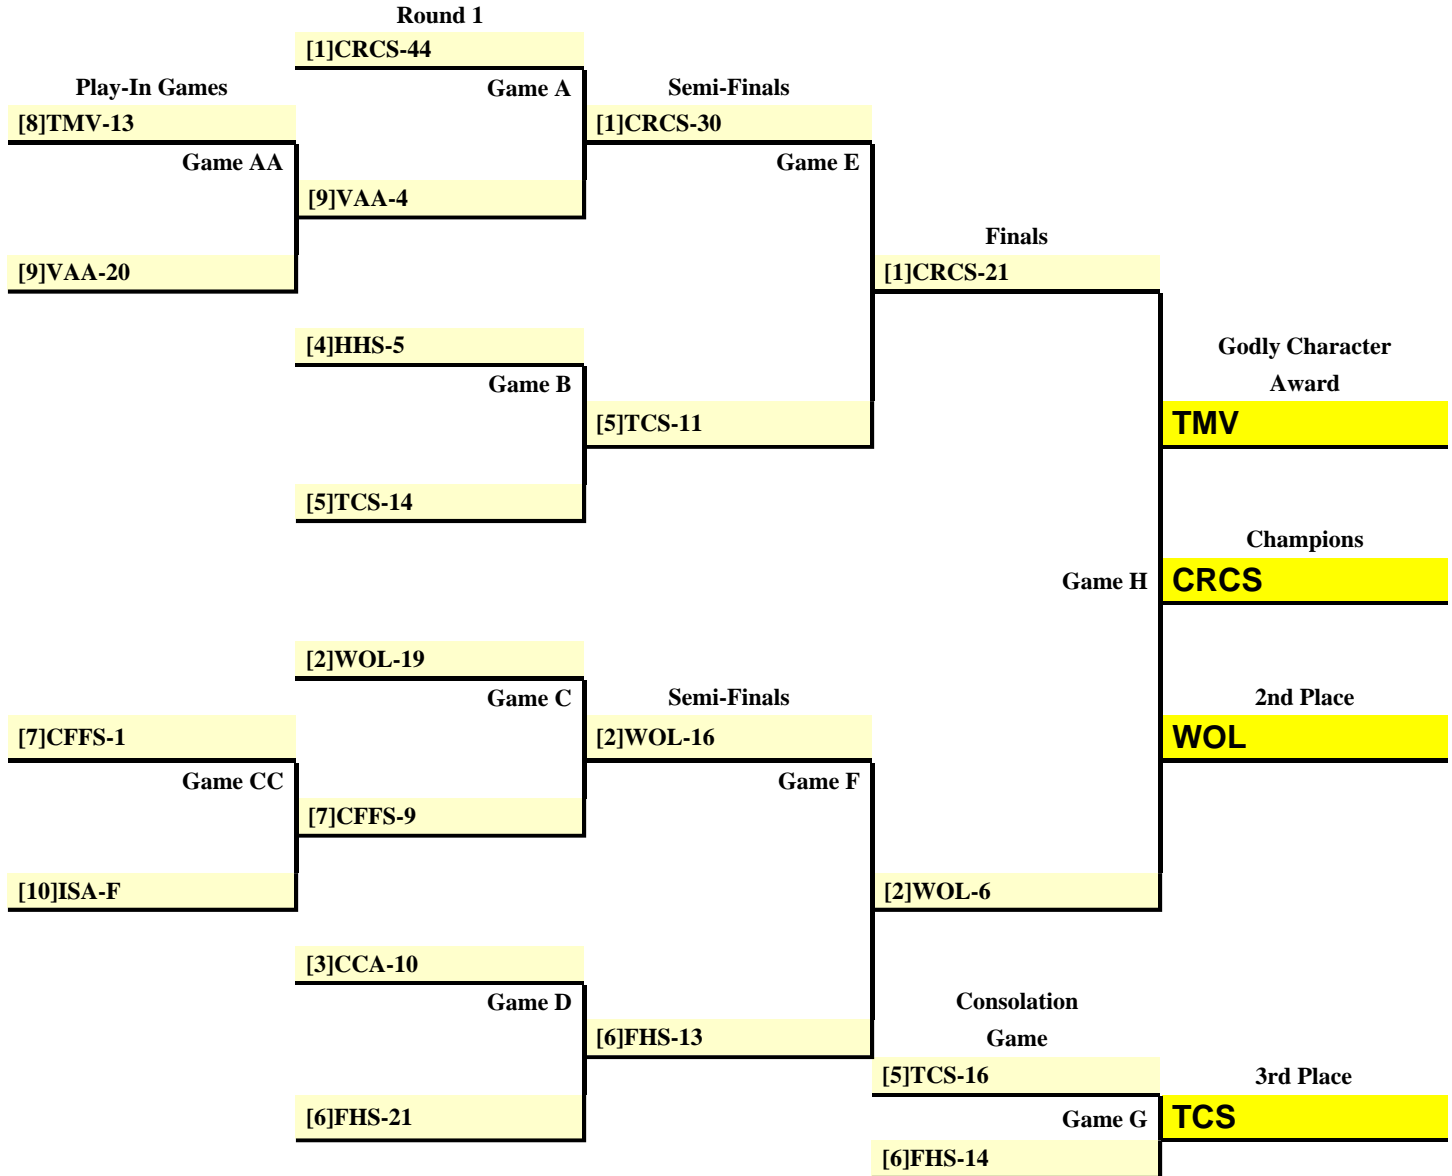 Round 1
[1]CRCS-44
Play-In Games
Game A
Semi-Finals
[8]TMV-13
[1]CRCS-30
Game AA
Game E
[9]VAA-4
Finals
[9]VAA-20
[1]CRCS-21
[4]HHS-5
Godly Character
Game B
Award
[5]TCS-11
TMV
[5]TCS-14
Champions
Game H
CRCS
[2]WOL-19
Game C
Semi-Finals
2nd Place
[7]CFFS-1
[2]WOL-16
WOL
Game CC
Game F
[7]CFFS-9
[10]ISA-F
[2]WOL-6
[3]CCA-10
Game D
Consolation
[6]FHS-13
Game
[5]TCS-16
3rd Place
[6]FHS-21
Game G
TCS
[6]FHS-14